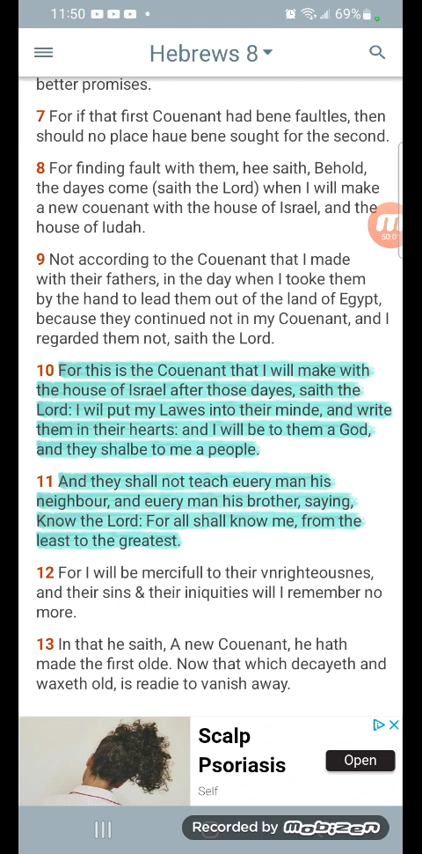 11:50
69%
Hebrews 8
better promises.
7 For if that first Couenant had bene faultles, then
should no place haue bene sought for the second.
8 For finding fault with them, hee saith, Behold,
the dayes come (saith the Lord) when I will make
a new couenant with the house of Israel, and the
house of Iudah.
9 Not according to the Couenant that I made
with their fathers, in the day when I tooke them
by the hand to lead them out of the land of Egypt,
because they continued not in my Couenant, and I
regarded them not, saith the Lord.
10 For this is the Couenant that I will make with
the house of Israel after those dayes, saith the
Lord: I wil put my Lawes into their minde, and write
them in their hearts: and I will be to them a God,
and they shalbe to me a people.
11 And they shall not teach euery man his
neighbour, and euery man his brother, saying,
Know the Lord: For all shall know me, from the
least to the greatest.
12 For I will be mercifull to their vnrighteousnes,
and their sins & their iniquities will I remember no
more.
13 In that he saith, A new Couenant, he hath
made the first olde. Now that which decayeth and
waxeth old, is readie to vanish away.
Scalp
Psoriasis
Self
Open
Recorded by Mobizen